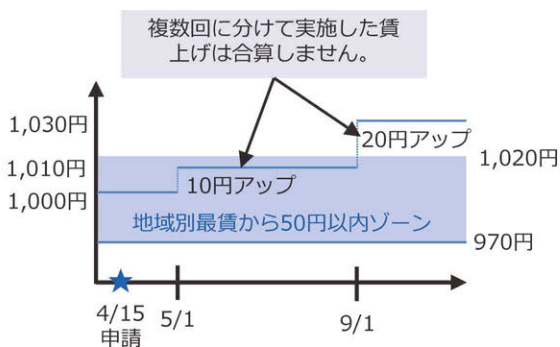 複数回に分けて実施した賃
上げは合算しません。
1,030円
20円アップ
1,020円
1,010円
10円アップ
1,000円
地域別最賃から50円以内ゾーン
970円
4/15
申請
5/1
9/1